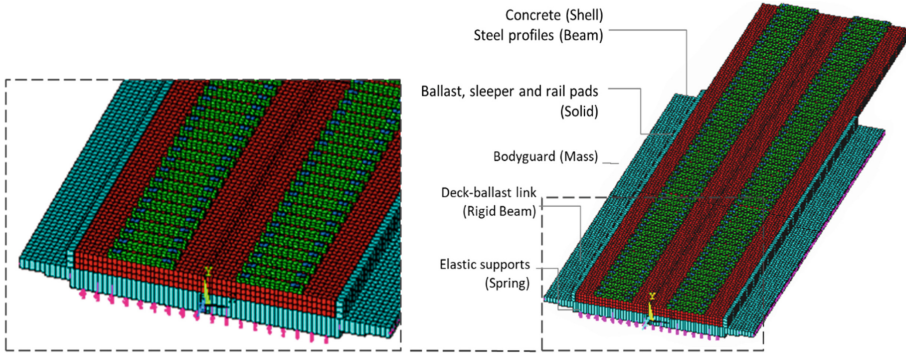 Concrete (Shell)
Steel profiles (Beam)
Ballast, sleeper and rail pads
(Solid)
Bodyguard (Mass)
Deck-ballast link
(Rigid Beam)
Elastic supports
(Spring)
Y
Y